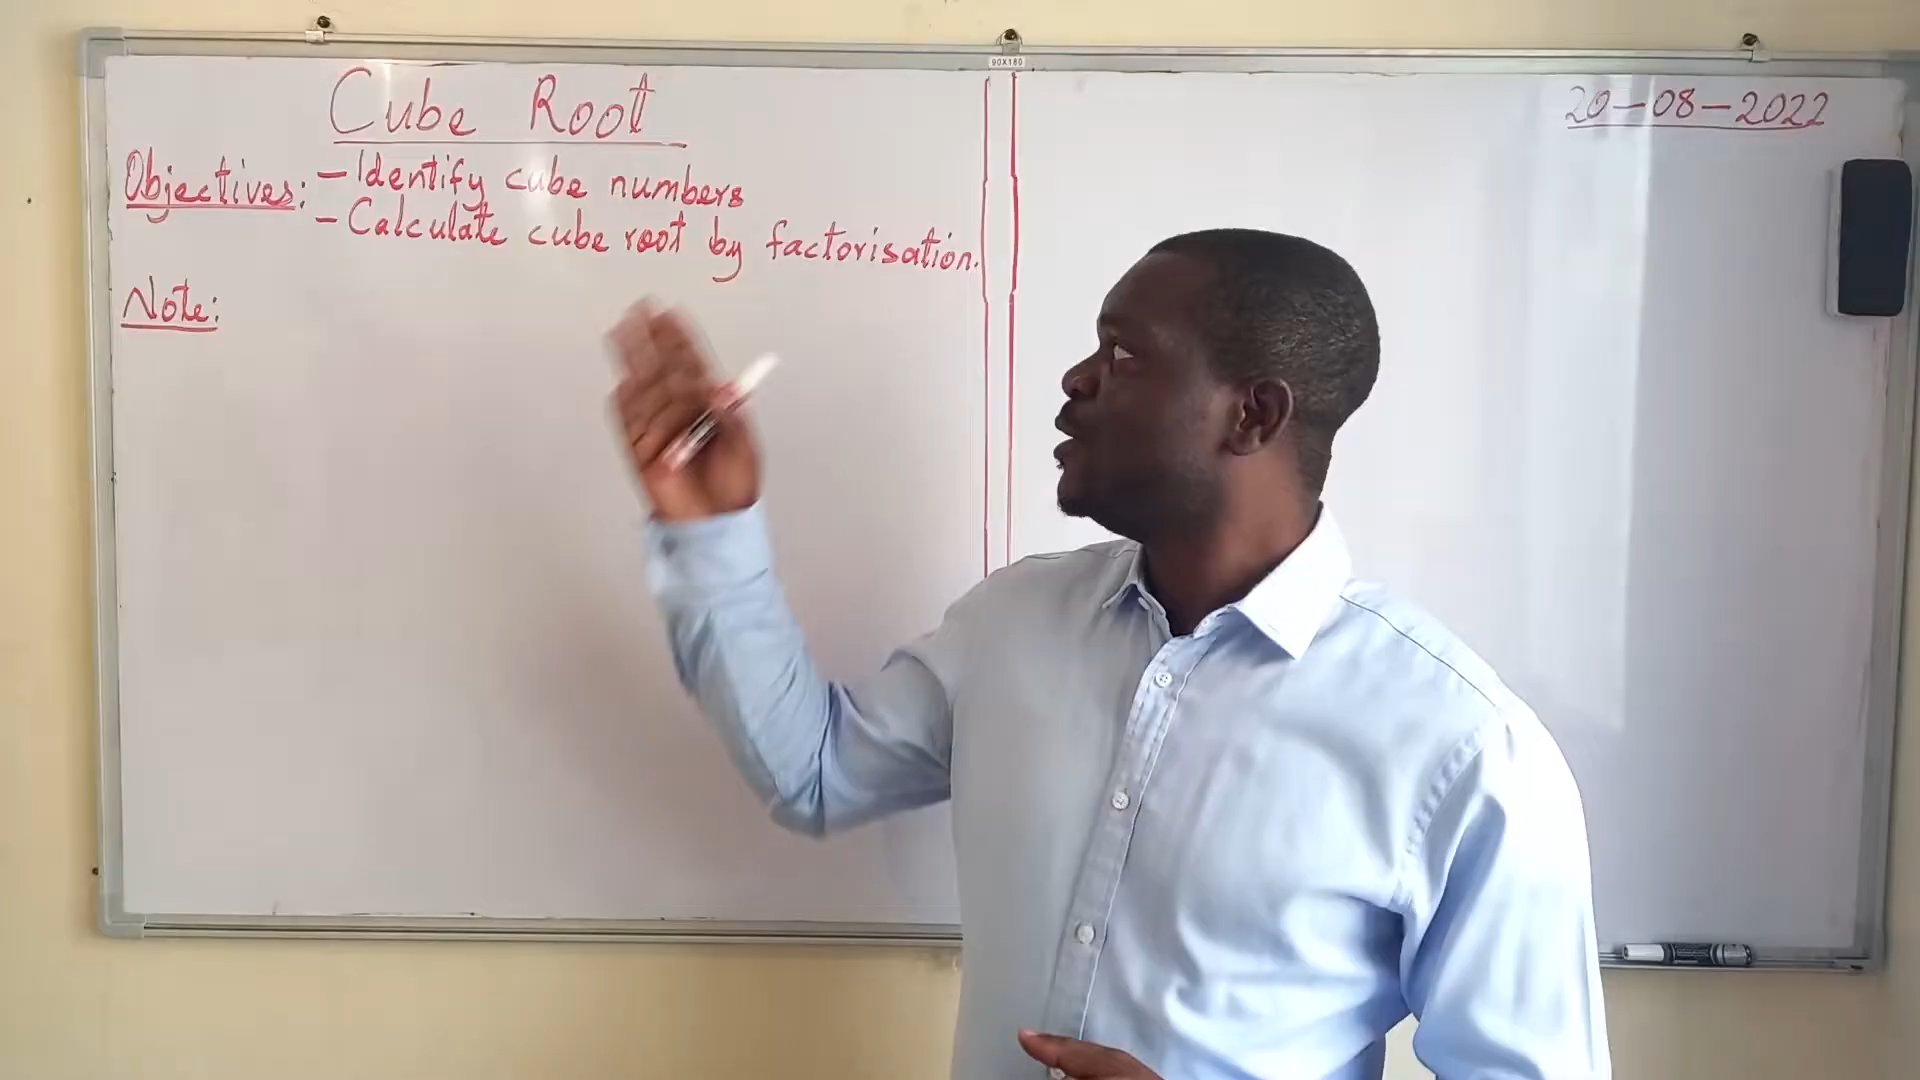 90X180
Cube Root
20-08-2022
Objectives: - Identify cube numbers
- Calculate cube root by factorisation.
Note: